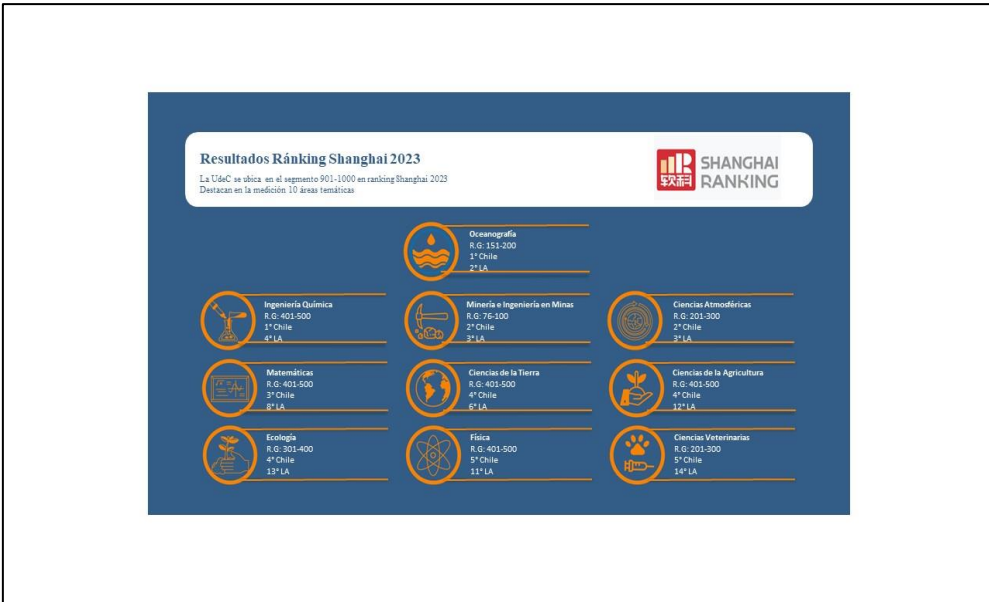 Resultados Ránking Shanghai 2023
La UdeC se ubica en el segmento 901-1000 en ranking Shanghai 2023
Destacan en la medición 10 áreas temáticas
软科
SHANGHAI
RANKING
Oceanografía
R.G: 151-200
1° Chile
2° LA
Ingeniería Química
R.G: 401-500
1° Chile
4° LA
Minería e Ingeniería en Minas
R.G: 76-100
2° Chile
3° LA
Ciencias Atmosféricas
R.G: 201-300
2° Chile
3° LA
Matemáticas
R.G: 401-500
3° Chile
8° LA
Ciencias de la Tierra
R.G: 401-500
4° Chile
6° LA
Ciencias de la Agricultura
R.G: 401-500
4° Chile
12° LA
Ecología
R.G: 301-400
4° Chile
13° LA
Física
R.G: 401-500
5° Chile
11° LA
Ciencias Veterinarias
R.G: 201-300
5° Chile
14° LA